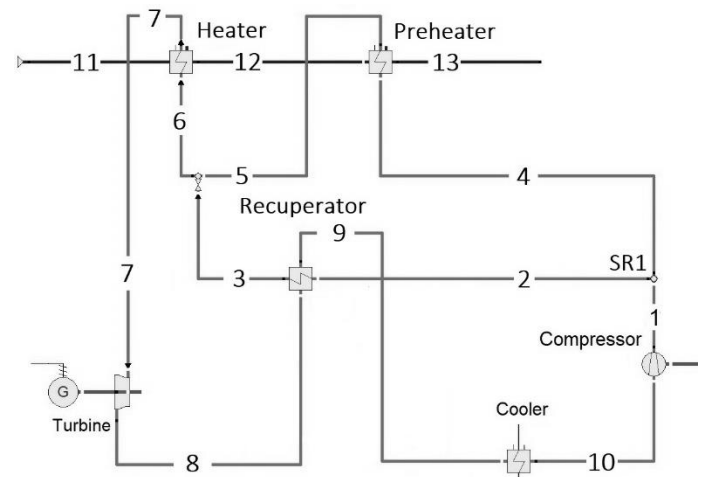 7 Heater Preheater
11 12 13
6
5 4
Recuperator
9
7 3 2 SR1
1
Compressor
G
Turbine
Cooler
8 10